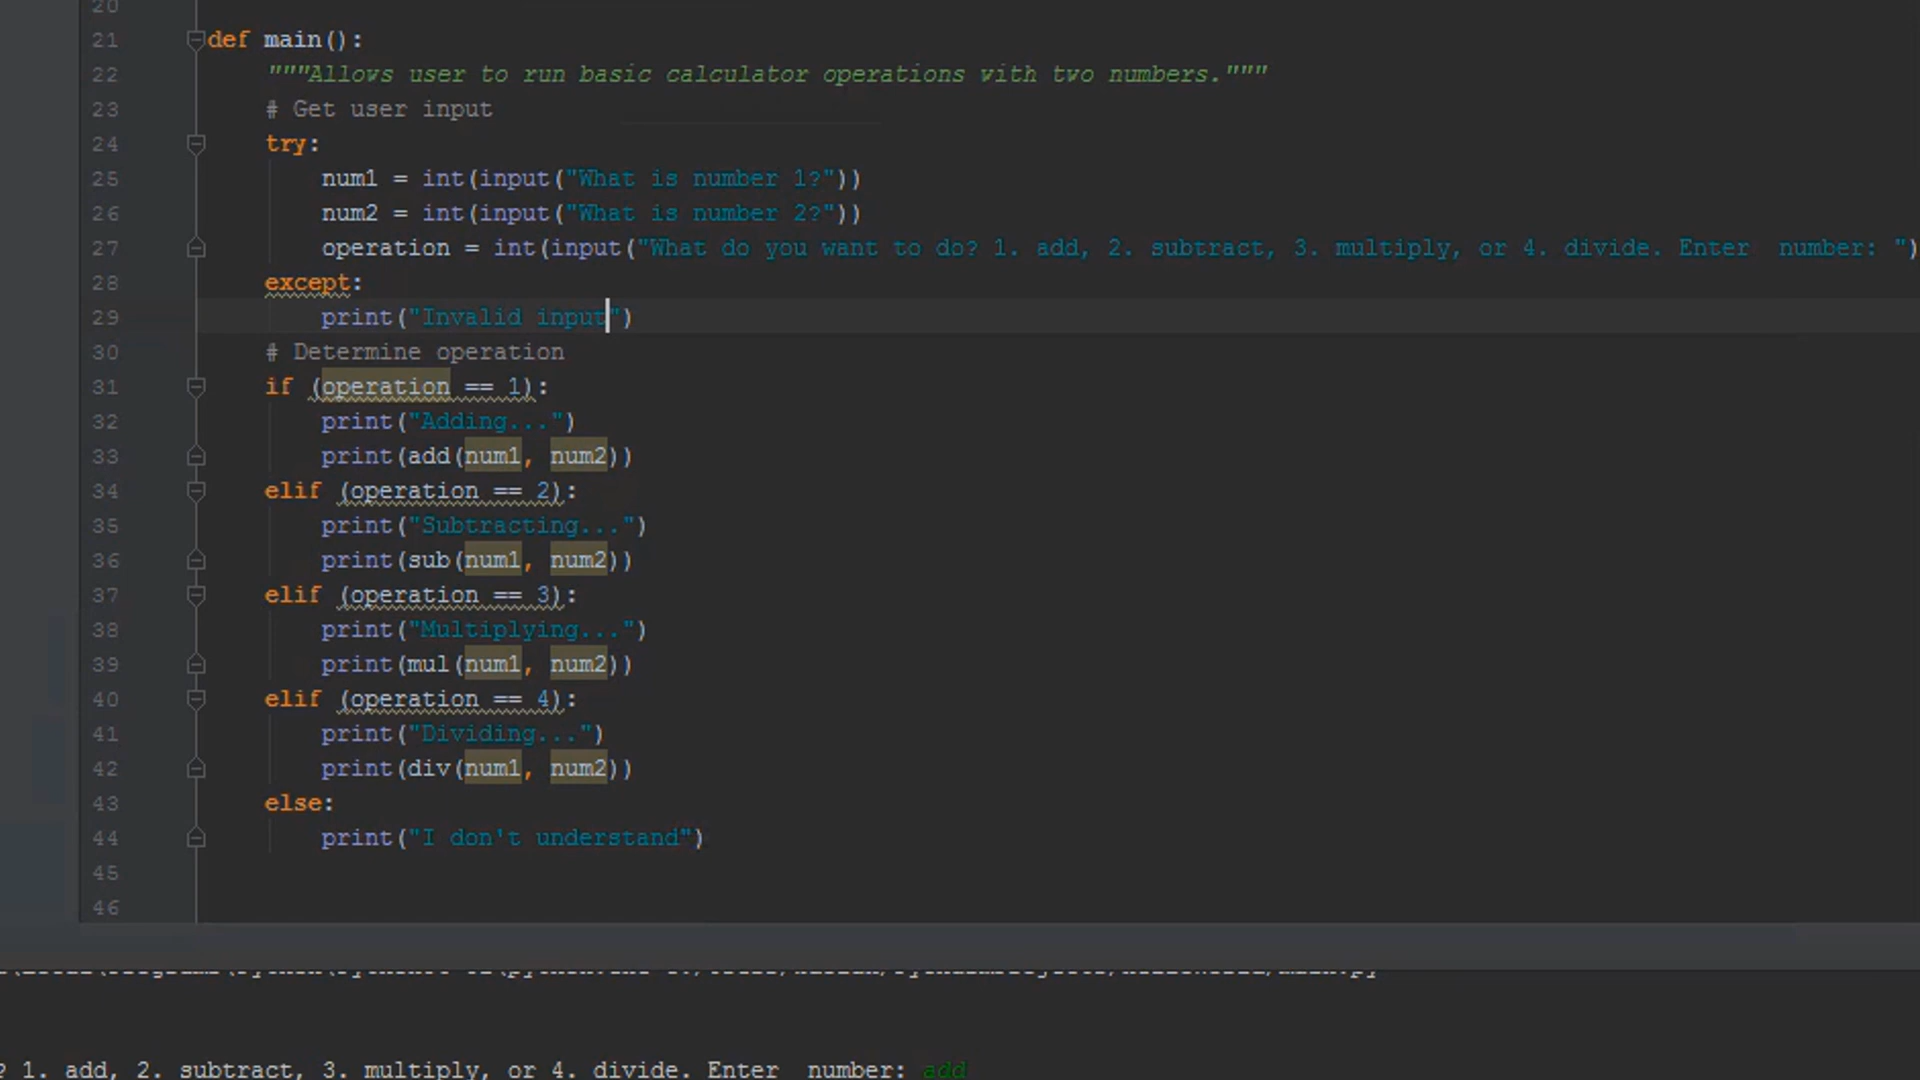 20
21 def main():
22 """Allows user to run basic calculator operations with two numbers."""
23 # Get user input
24 try:
25 num1 = int(input("What is number 1?"))
26 num2 = int(input("What is number 2?"))
27 operation = int(input("What do you want to do? 1. add, 2. subtract, 3. multiply, or 4. divide. Enter  number: ")
28 except:
29 print("Invalid input")
30 # Determine operation
31 if (operation == 1):
32 print("Adding...")
33 print(add(num1, num2))
34 elif (operation == 2):
35 print("Subtracting...")
36 print(sub(num1, num2))
37 elif (operation == 3):
38 print("Multiplying...")
39 print(mul(num1, num2))
40 elif (operation == 4):
41 print("Dividing...")
42 print(div(num1, num2))
43 else:
44 print("I don't understand")
45
46
? 1. add, 2. subtract, 3. multiply, or 4. divide. Enter  number: add